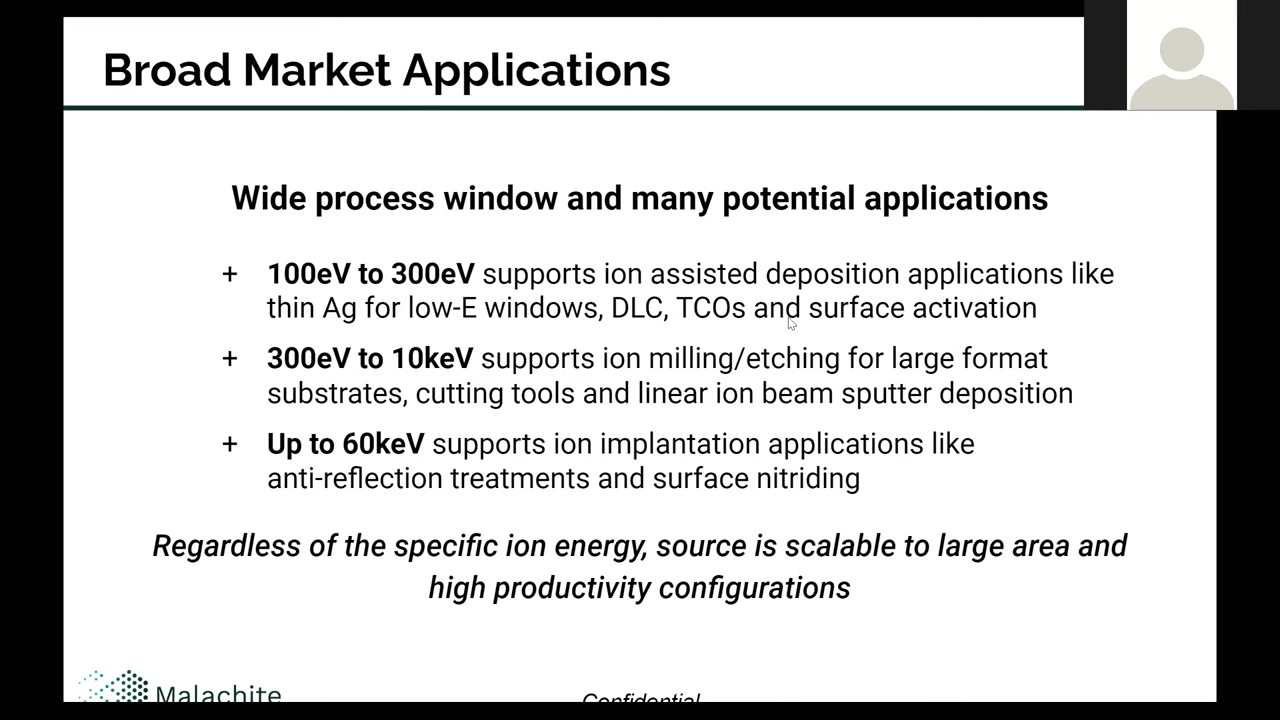 Broad Market Applications
Wide process window and many potential applications
+ 100eV to 300eV supports ion assisted deposition applications like
thin Ag for low-E windows, DLC, TCOs and surface activation
+ 300eV to 10keV supports ion milling/etching for large format
substrates, cutting tools and linear ion beam sputter deposition
+ Up to 60keV supports ion implantation applications like
anti-reflection treatments and surface nitriding
Regardless of the specific ion energy, source is scalable to large area and
high productivity configurations
Malachite
Confidential